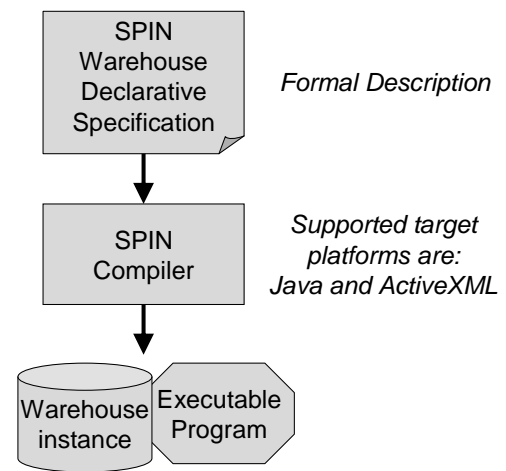 SPIN
Warehouse
Declarative
Specification
Formal Description
SPIN
Compiler
Supported target
platforms are:
Java and ActiveXML
Warehouse
instance
Executable
Program